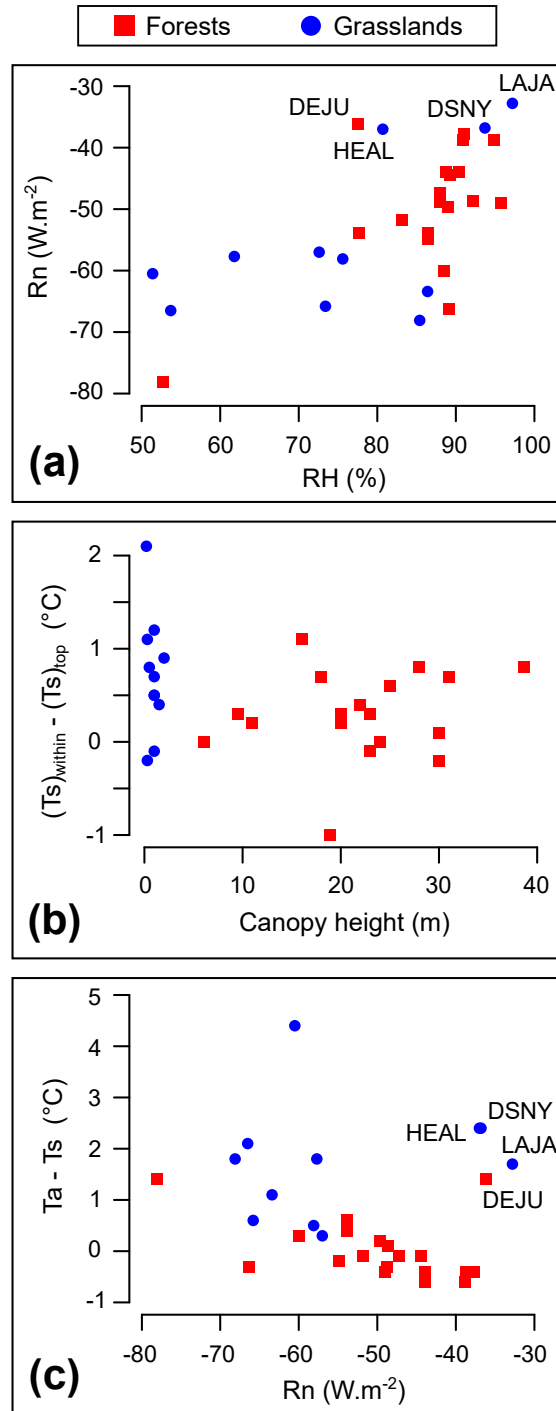 Forests Grasslands
-30
-40
-50
-60
-70
-80
Rn (W.m-2)
DEJU
HEAL
DSNY
LAJA
50 60 70 80 90 100
RH (%)
(a)
2
1
0
-1
(Ts)within - (Ts)top (°C)
0 10 20 30 40
Canopy height (m)
(b)
5
4
3
2
1
0
-1
Ta - Ts (°C)
HEAL
DSNY
LAJA
DEJU
-80 -70 -60 -50 -40 -30
Rn (W.m-2)
(c)